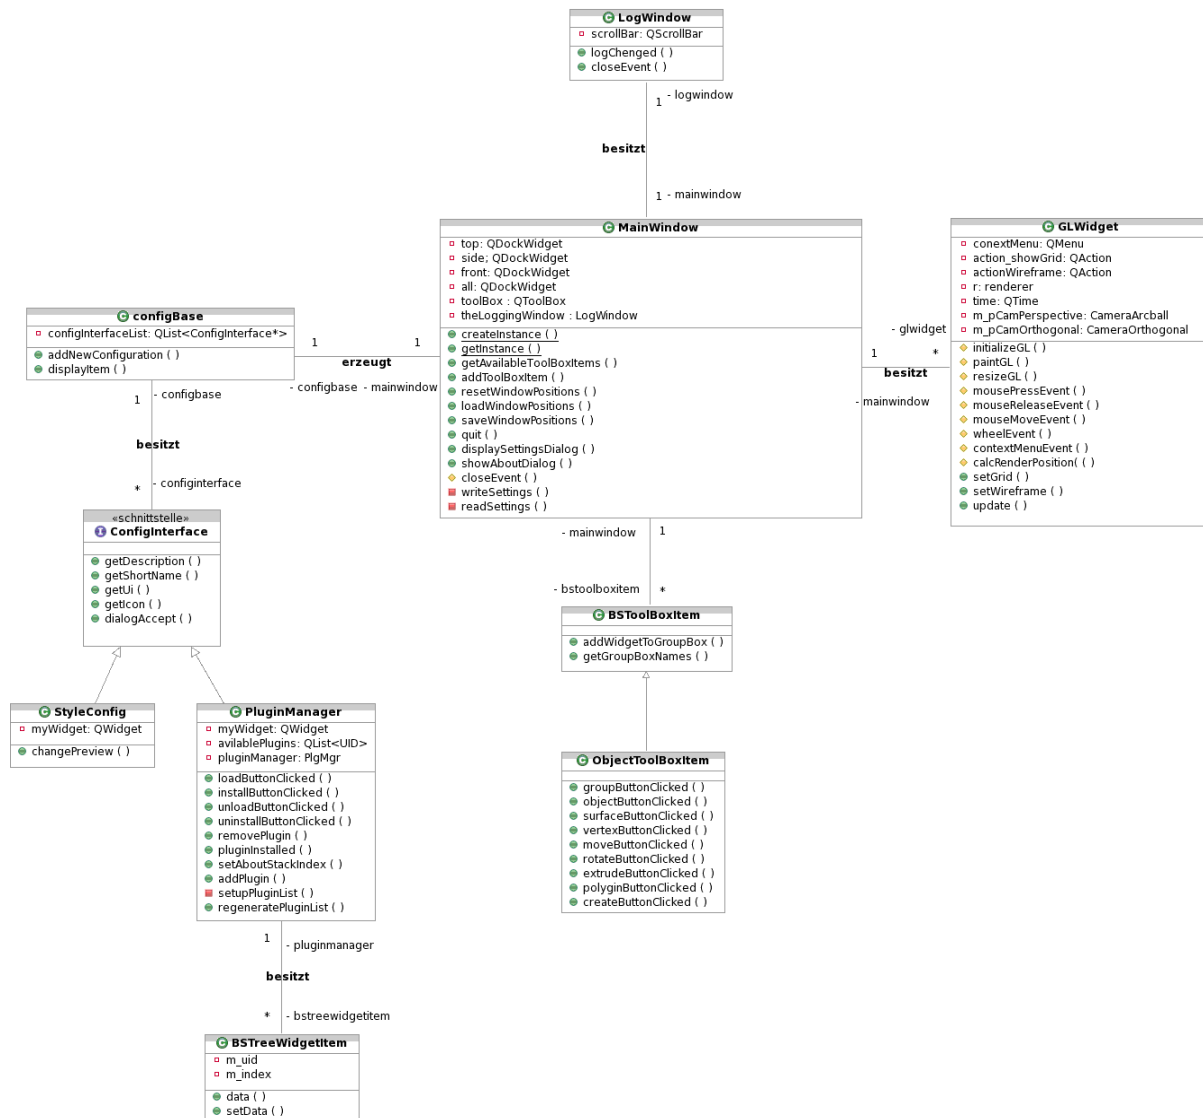 LogWindow
scrollBar: QScrollBar
logChenged ( )
closeEvent ( )
1 - logwindow
besitzt
1 - mainwindow
MainWindow
top: QDockWidget
side; QDockWidget
front: QDockWidget
all: QDockWidget
toolBox : QToolBox
theLoggingWindow : LogWindow
createInstance ( )
getInstance ( )
getAvailableToolBoxItems ( )
addToolBoxItem ( )
resetWindowPositions ( )
loadWindowPositions ( )
saveWindowPositions ( )
quit ( )
displaySettingsDialog ( )
showAboutDialog ( )
closeEvent ( )
writeSettings ( )
readSettings ( )
GLWidget
conextMenu: QMenu
action_showGrid: QAction
actionWireframe: QAction
r: renderer
time: QTime
m_pCamPerspective: CameraArcball
m_pCamOrthogonal: CameraOrthogonal
initializeGL ( )
paintGL ( )
resizeGL ( )
mousePressEvent ( )
mouseReleaseEvent ( )
mouseMoveEvent ( )
wheelEvent ( )
contextMenuEvent ( )
calcRenderPosition( ( )
setGrid ( )
setWireframe ( )
update ( )
- glwidget
1 *
besitzt
- mainwindow
configBase
configInterfaceList: QList<ConfigInterface*>
addNewConfiguration ( )
displayItem ( )
1 1
erzeugt
- configbase - mainwindow
- configbase
1
besitzt
- configinterface
*
«schnittstelle»
ConfigInterface
getDescription ( )
getShortName ( )
getUi ( )
getIcon ( )
dialogAccept ( )
- mainwindow 1
- bstoolboxitem *
BSToolBoxItem
addWidgetToGroupBox ( )
getGroupBoxNames ( )
StyleConfig
myWidget: QWidget
changePreview ( )
PluginManager
myWidget: QWidget
avilablePlugins: QList<UID>
pluginManager: PlgMgr
loadButtonClicked ( )
installButtonClicked ( )
unloadButtonClicked ( )
uninstallButtonClicked ( )
removePlugin ( )
pluginInstalled ( )
setAboutStackIndex ( )
addPlugin ( )
setupPluginList ( )
regeneratePluginList ( )
ObjectToolBoxItem
groupButtonClicked ( )
objectButtonClicked ( )
surfaceButtonClicked ( )
vertexButtonClicked ( )
moveButtonClicked ( )
rotateButtonClicked ( )
extrudeButtonClicked ( )
polyginButtonClicked ( )
createButtonClicked ( )
1
- pluginmanager
besitzt
* - bstreewidgetitem
BSTreeWidgetItem
m_uid
m_index
data ( )
setData ( )